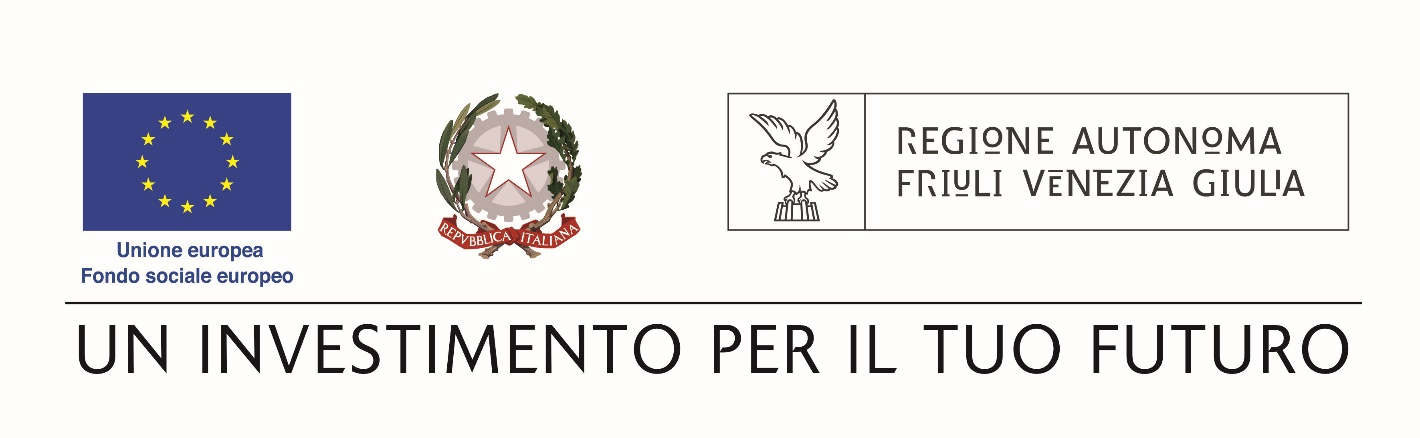 REPVBBLICA ITALIANA
REGIONE AUTONOMA
FRIULI VENEZIA GIULIA
Unione europea
Fondo sociale europeo
UN INVESTIMENTO PER IL TUO FUTURO